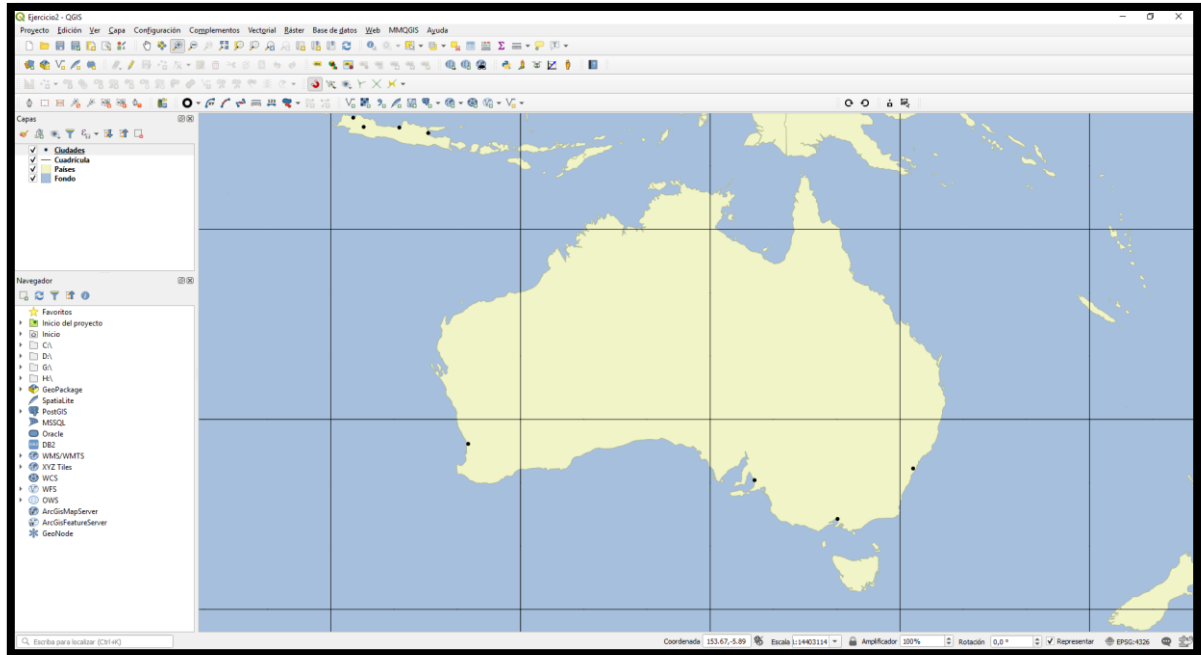 Ejercicio2 - QGIS
Proyecto Edición Ver Capa Configuración Complementos Vectorial Ráster Base de datos Web MMQGIS Ayuda
Capas
Ciudades
Cuadrícula
Países
Fondo
Navegador
Favoritos
Inicio del proyecto
Inicio
C:\
D:\
G:\
H:\
GeoPackage
SpatiaLite
PostGIS
MSSQL
Oracle
DB2
WMS/WMTS
XYZ Tiles
WCS
WFS
OWS
ArcGisMapServer
ArcGisFeatureServer
GeoNode
Escriba para localizar (Ctrl+K) Coordenada 153.67,-5.89 Escala 1:14403114 Amplificador 100% Rotación 0,0 ° Representar EPSG:4326